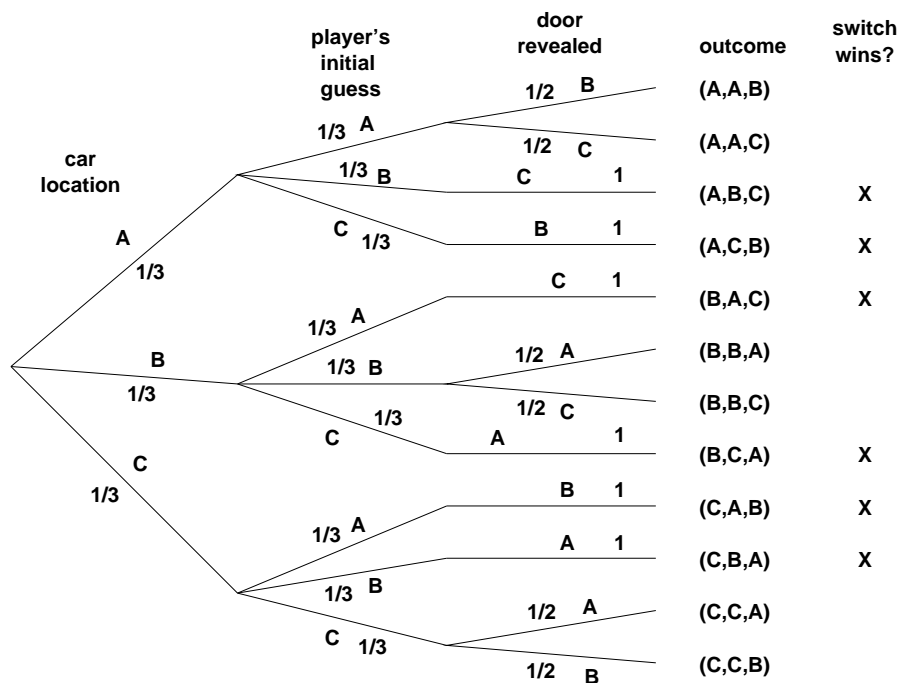 player's
initial
guess
door
revealed
outcome
switch
wins?
car
location
1/2 B
(A,A,B)
1/3 A
1/2 C
(A,A,C)
1/3 B
C 1
(A,B,C) X
A
1/3
C 1/3
B 1
(A,C,B) X
C 1
(B,A,C) X
1/3 A
B
1/3
1/3 B
1/2 A
(B,B,A)
1/2 C
(B,B,C)
C 1/3
A 1
(B,C,A) X
C
1/3
B 1
(C,A,B) X
1/3 A
A 1
(C,B,A) X
1/3 B
1/2 A
(C,C,A)
C 1/3
1/2 B
(C,C,B)